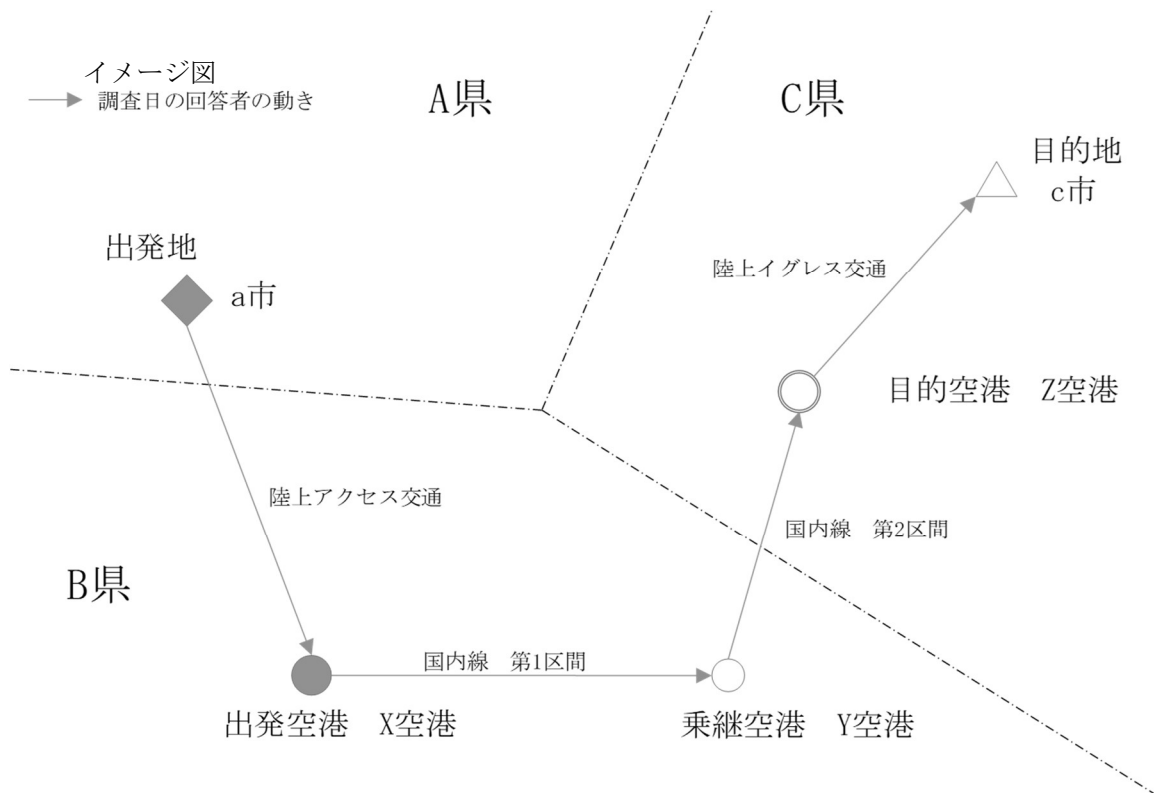 イメージ図
調査日の回答者の動き
A県
C県
目的地
c市
出発地
a市
陸上イグレス交通
目的空港　Z空港
陸上アクセス交通
国内線　第2区間
B県
国内線　第1区間
出発空港　X空港
乗継空港　Y空港